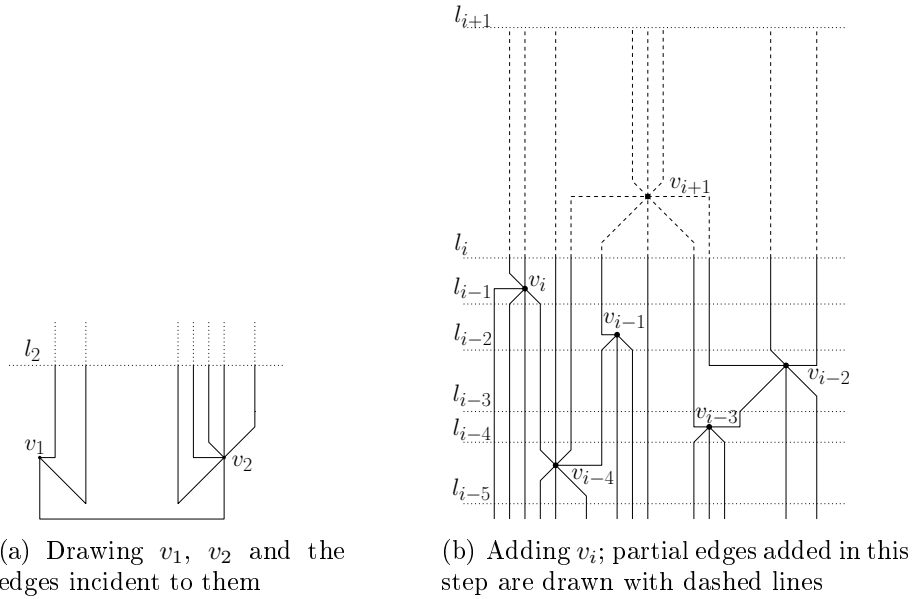 l_2
v_1
v_2
(a) Drawing v_1, v_2 and the
edges incident to them
l_{i+1}
v_{i+1}
l_i
l_{i−1}
v_i
l_{i−2}
v_{i−1}
v_{i−2}
l_{i−3}
v_{i−3}
l_{i−4}
v_{i−4}
l_{i−5}
(b) Adding v_i; partial edges added in this
step are drawn with dashed lines